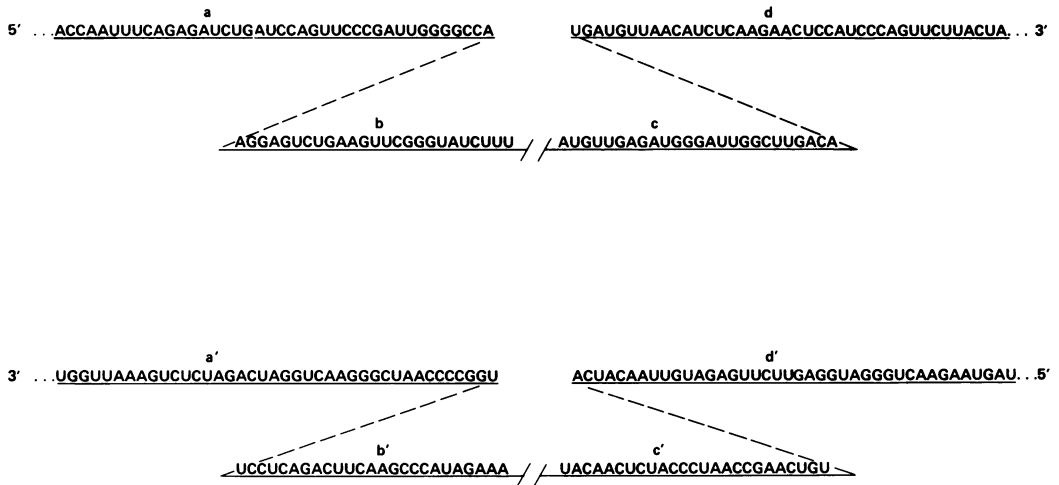 a d
5' ...ACCAAUUUCAGAGAUCUGAUCCAGUUCCCGAUUGGGGCCA UGAUGUUAACAUCUCAAGAACUCCAUCCCAGUUCUUACUA... 3'
b c
AGGAGUCUGAAGUUCGGGUAUCUUU AUGUUGAGAUGGGAUUGGCUUGACA
a' d'
3' ...UGGUUAAAGUCUCUAGACUAGGUCAAGGGCUAACCCCGGU ACUACAAUUGUAGAGUUCUUGAGGUAGGGUCAAGAAUGAU...5'
b' c'
UCCUCAGACUUCAAGCCCAUAGAAA UACAACUCUACCCUAACCGAACUGU